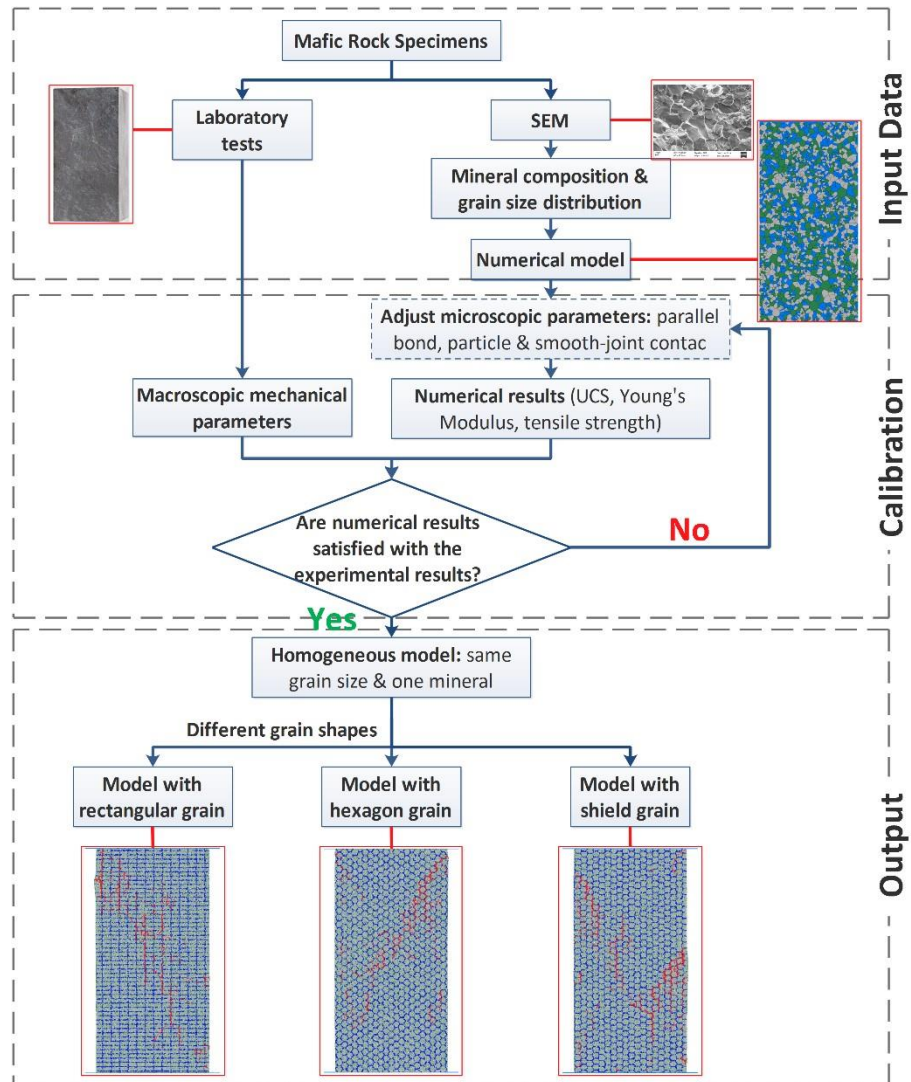 Mafic Rock Specimens
Laboratory
tests
SEM
Mineral composition &
grain size distribution
Numerical model
Input Data
Adjust microscopic parameters: parallel
bond, particle & smooth-joint contac
Macroscopic mechanical
parameters
Numerical results (UCS, Young's
Modulus, tensile strength)
Are numerical results
satisfied with the
experimental results?
No
Yes
Calibration
Homogeneous model: same
grain size & one mineral
Different grain shapes
Model with
rectangular grain
Model with
hexagon grain
Model with
shield grain
Output